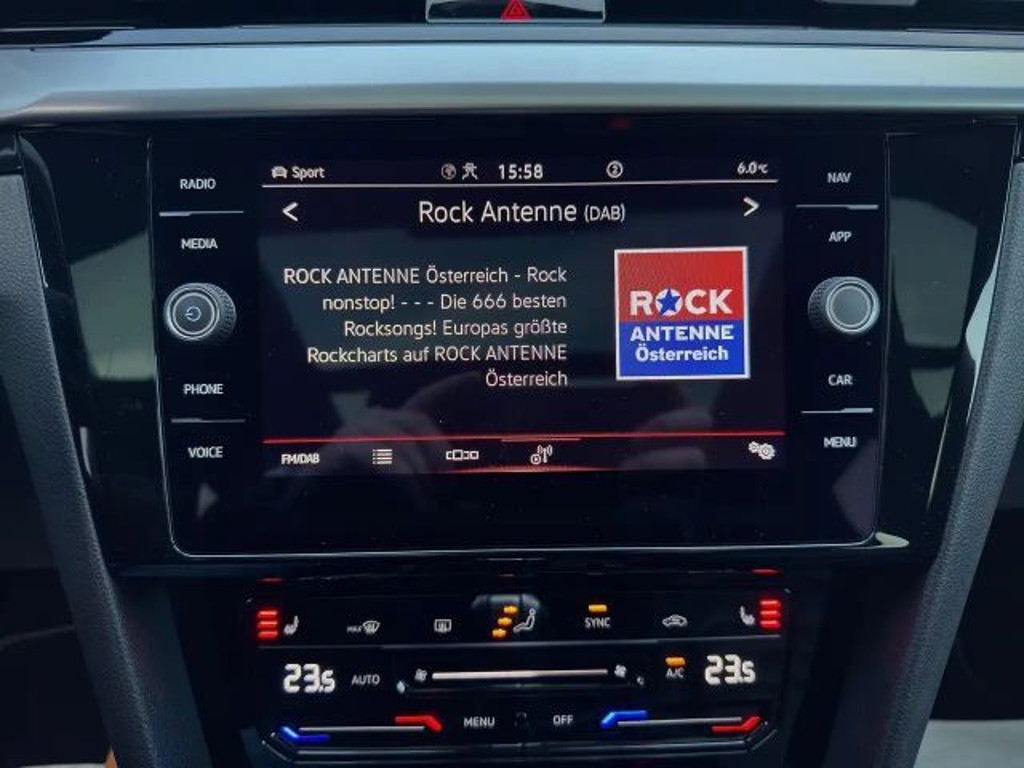 Sport 15:58 2 6.0°C
RADIO
NAV
< Rock Antenne (DAB) >
MEDIA
APP
ROCK ANTENNE Österreich - Rock
nonstop! - - - Die 666 besten
Rocksongs! Europas größte
Rockcharts auf ROCK ANTENNE
Österreich
ROCK
ANTENNE
Österreich
PHONE
CAR
VOICE
MENU
FM/DAB
MAX
SYNC
23.5 AUTO
A/C 23.5
MENU OFF